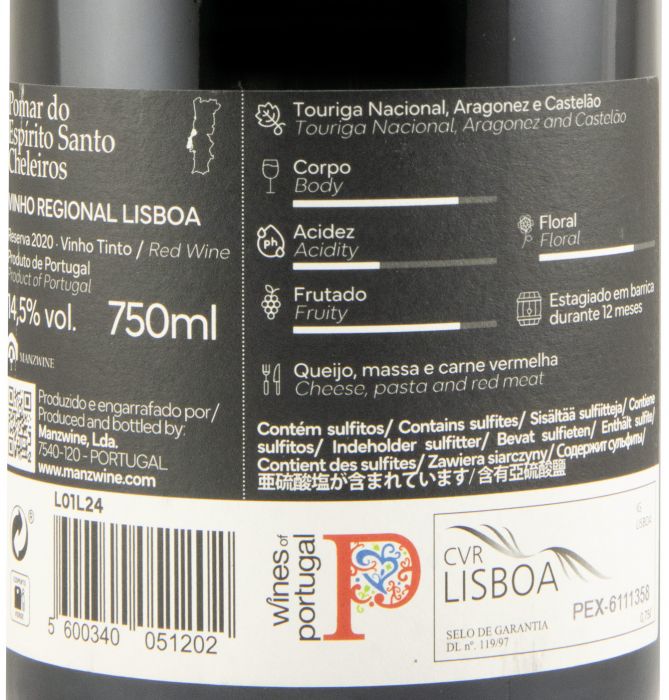 Pomar do
Espírito Santo
Cheleiros
VINHO REGIONAL LISBOA
Reserva 2020 · Vinho Tinto / Red Wine
Produto de Portugal
Product of Portugal
14,5% vol. 750ml
MANZWINE
Produzido e engarrafado por /
Produced and bottled by:
Manzwine, Lda.
7540-120 - PORTUGAL
www.manzwine.com
Touriga Nacional, Aragonez e Castelão
Touriga Nacional, Aragonez and Castelão
Corpo
Body
ph
Acidez
Acidity
Floral
Floral
Frutado
Fruity
Estagiado em barrica
durante 12 meses
Queijo, massa e carne vermelha
Cheese, pasta and red meat
Contém sulfitos/ Contains sulfites/ Sisältää sulfiitteja/ Contiene
sulfitos/ Indeholder sulfitter/ Bevat sulfieten/ Enthält sulfite/
Contient des sulfites/ Zawiera siarczyny/ Содержит сульфиты/
亜硫酸塩が含まれています/ 含有亞硫酸鹽
L01L24
5 600340 051202
wines of
portugal
P
CVR
LISBOA
LISBOA
PEX-6111358
SELO DE GARANTIA
DL nº. 119/97